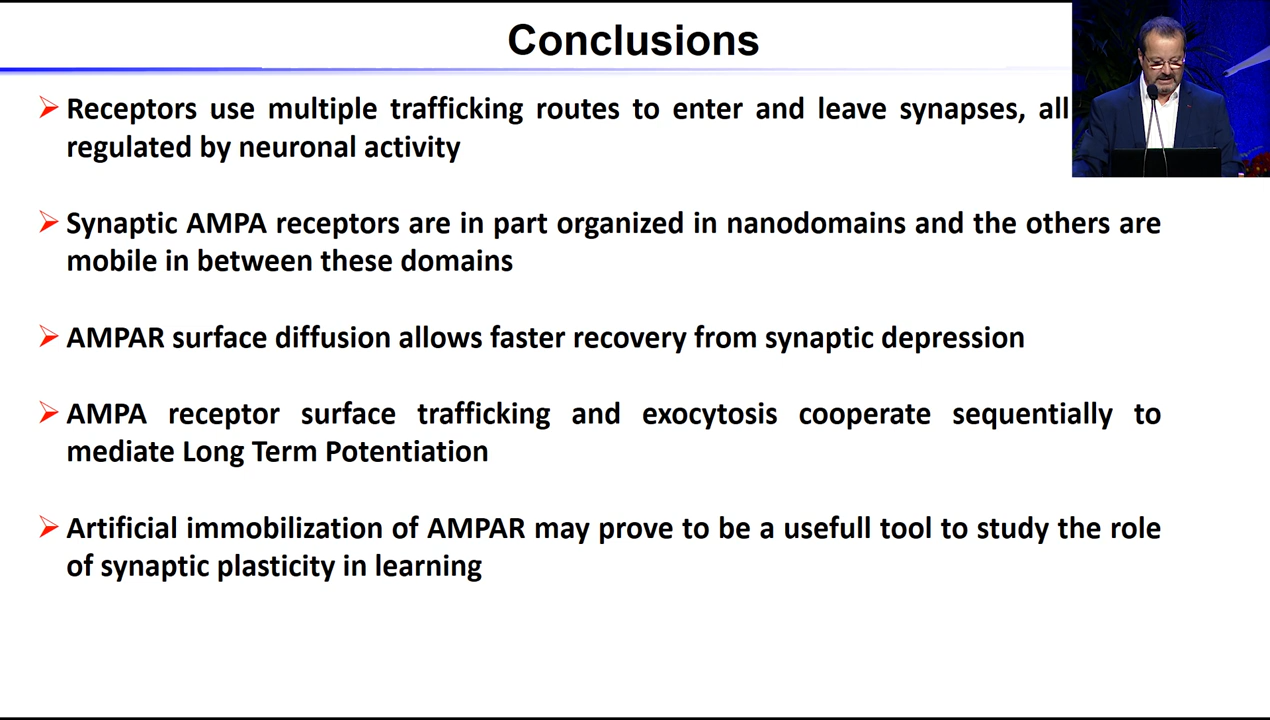 Conclusions
Receptors use multiple trafficking routes to enter and leave synapses, all
regulated by neuronal activity
Synaptic AMPA receptors are in part organized in nanodomains and the others are
mobile in between these domains
AMPAR surface diffusion allows faster recovery from synaptic depression
AMPA receptor surface trafficking and exocytosis cooperate sequentially to
mediate Long Term Potentiation
Artificial immobilization of AMPAR may prove to be a usefull tool to study the role
of synaptic plasticity in learning